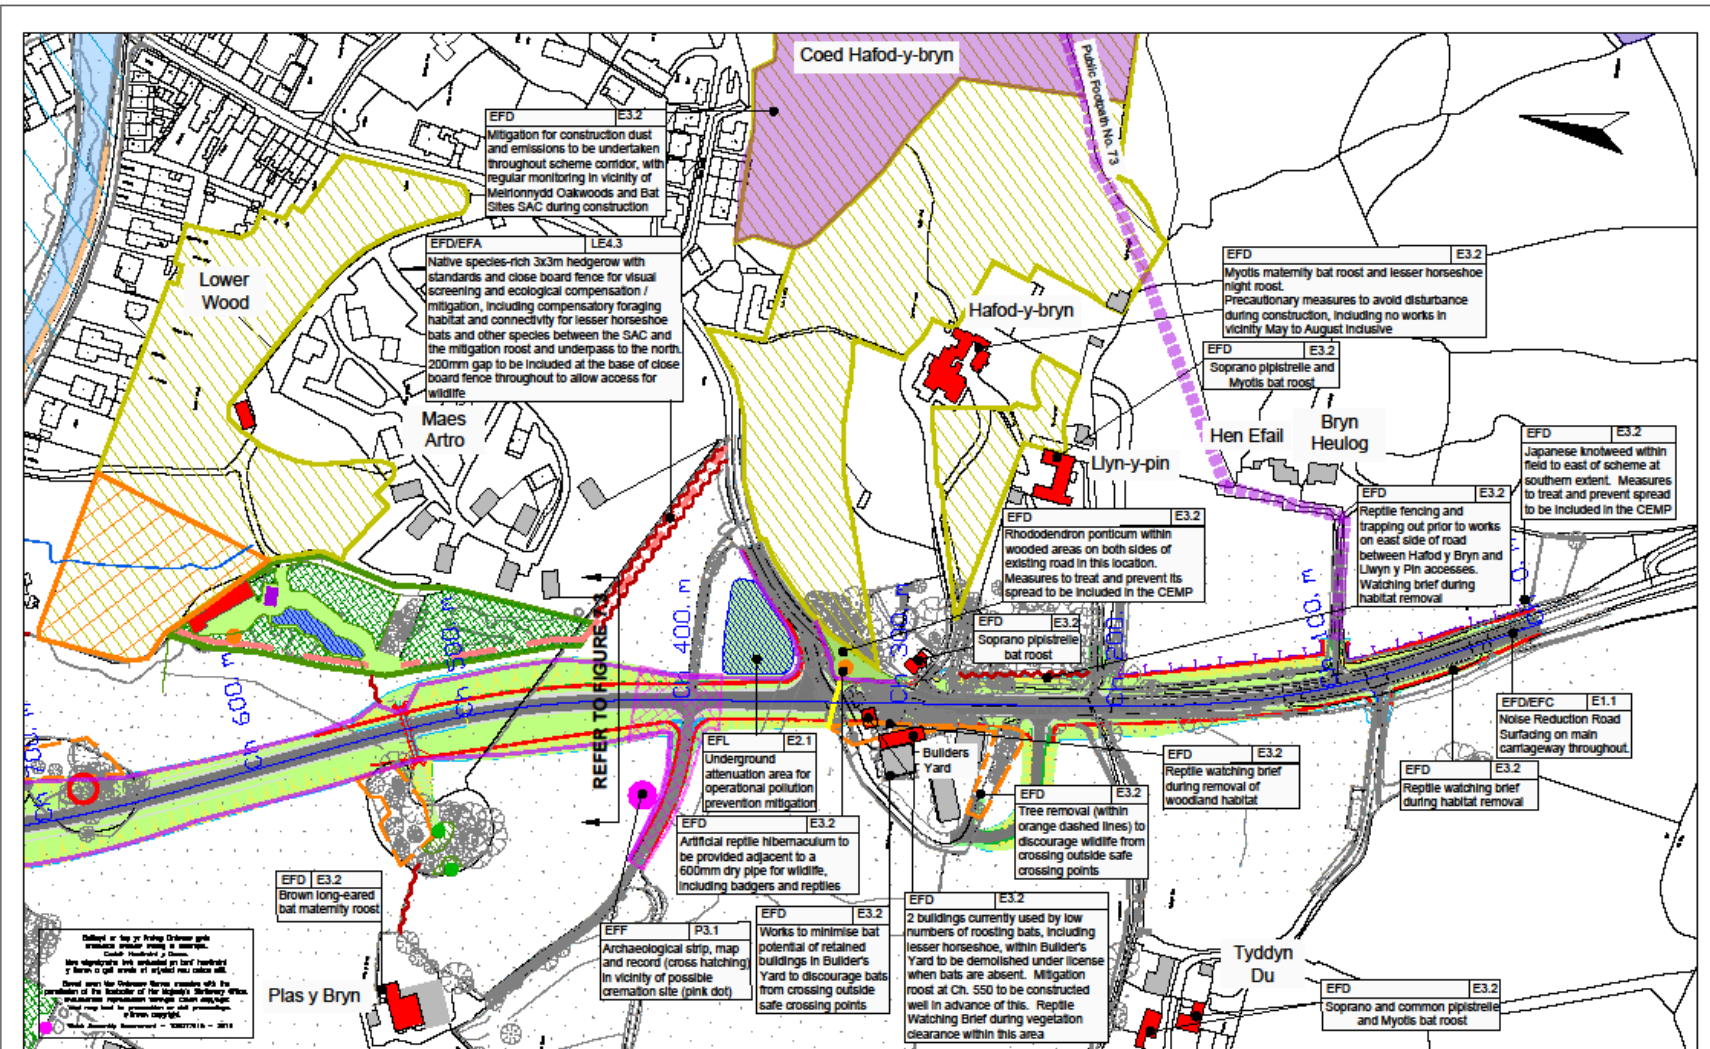 Coed Hafod-y-bryn
Public Footpath No. 73
EFD E3.2
Mitigation for construction dust
and emissions to be undertaken
throughout scheme corridor, with
regular monitoring in vicinity of
Meirionnydd Oakwoods and Bat
Sites SAC during construction
EFD/EFA LE4.3
Native species-rich 3x3m hedgerow with
standards and close board fence for visual
screening and ecological compensation /
mitigation, including compensatory foraging
habitat and connectivity for lesser horseshoe
bats and other species between the SAC and
the mitigation roost and underpass to the north.
200mm gap to be included at the base of close
board fence throughout to allow access for
wildlife
Lower
Wood
Maes
Artro
Hafod-y-bryn
EFD E3.2
Myotis maternity bat roost and lesser horseshoe
night roost.
Precautionary measures to avoid disturbance
during construction, including no works in
vicinity May to August inclusive
EFD E3.2
Soprano pipistrelle and
Myotis bat roost
Llyn-y-pin
Hen Efail
Bryn
Heulog
EFD E3.2
Japanese knotweed within
field to east of scheme at
southern extent. Measures
to treat and prevent spread
to be included in the CEMP
EFD E3.2
Reptile fencing and
trapping out prior to works
on east side of road
between Hafod y Bryn and
Llwyn y Pin accesses.
Watching brief during
habitat removal
EFD E3.2
Rhododendron ponticum within
wooded areas on both sides of
existing road in this location.
Measures to treat and prevent its
spread to be included in the CEMP
EFD E3.2
Soprano pipistrelle
bat roost
REFER TO FIGURE
Ch 600. m
Ch 500. m
Ch 400. m
Ch 300. m
EFD/EFC E1.1
Noise Reduction Road
Surfacing on main
carriageway throughout.
EFD E3.2
Reptile watching brief
during habitat removal
EFD E3.2
Reptile watching brief
during removal of
woodland habitat
Builders
Yard
EFL E2.1
Underground
attenuation area for
operational pollution
prevention mitigation
EFD E3.2
Tree removal (within
orange dashed lines) to
discourage wildlife from
crossing outside safe
crossing points
EFD E3.2
Artificial reptile hibernaculum to
be provided adjacent to a
600mm dry pipe for wildlife,
including badgers and reptiles
EFD E3.2
Brown long-eared
bat maternity roost
EFF P3.1
Archaeological strip, map
and record (cross hatching)
in vicinity of possible
cremation site (pink dot)
EFD E3.2
Works to minimise bat
potential of retained
buildings in Builder's
Yard to discourage bats
from crossing outside
safe crossing points
EFD E3.2
2 buildings currently used by low
numbers of roosting bats, including
lesser horseshoe, within Builder's
Yard to be demolished under license
when bats are absent. Mitigation
roost at Ch. 550 to be constructed
well in advance of this. Reptile
Watching Brief during vegetation
clearance within this area
Plas y Bryn
Tyddyn
Du
EFD E3.2
Soprano and common pipistrelle
and Myotis bat roost